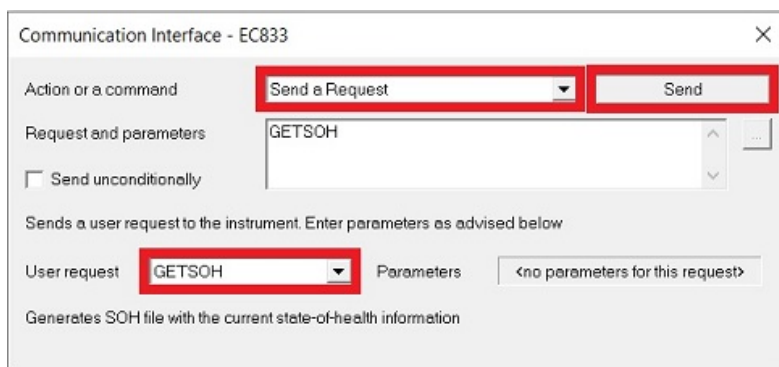 Communication Interface - EC833
Action or a command
Send a Request
Send
Request and parameters
GETSOH
...
Send unconditionally
Sends a user request to the instrument. Enter parameters as advised below
User request
GETSOH
Parameters
<no parameters for this request>
Generates SOH file with the current state-of-health information